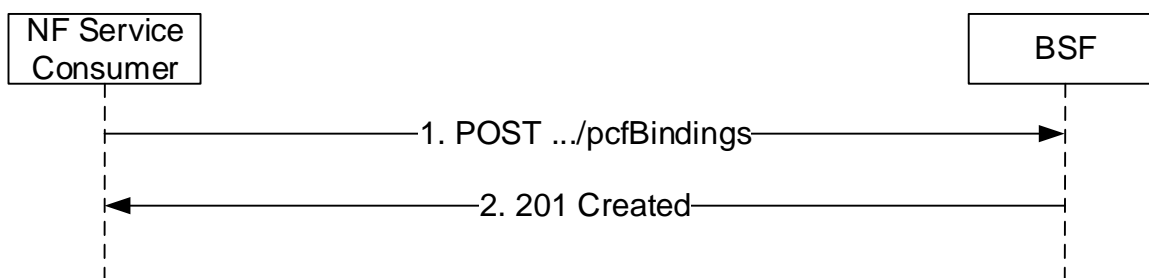 NF Service
Consumer
BSF
1. POST .../pcfBindings
2. 201 Created